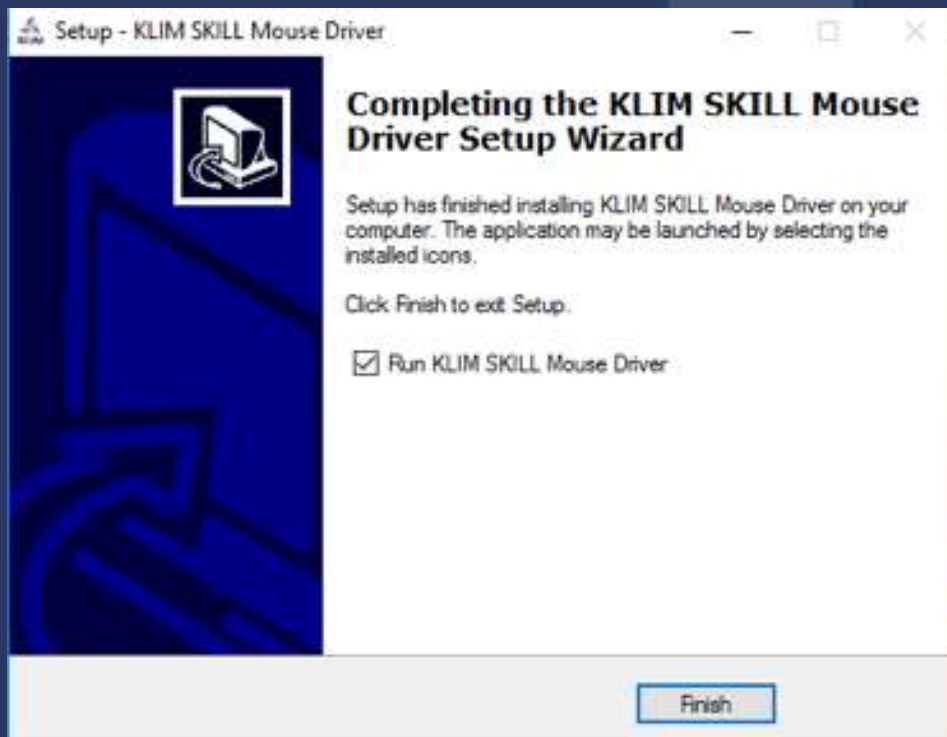 Setup - KLIM SKILL Mouse Driver
Completing the KLIM SKILL Mouse
Driver Setup Wizard
Setup has finished installing KLIM SKILL Mouse Driver on your
computer. The application may be launched by selecting the
installed icons.
Click Finish to exit Setup.
Run KLIM SKILL Mouse Driver
Finish